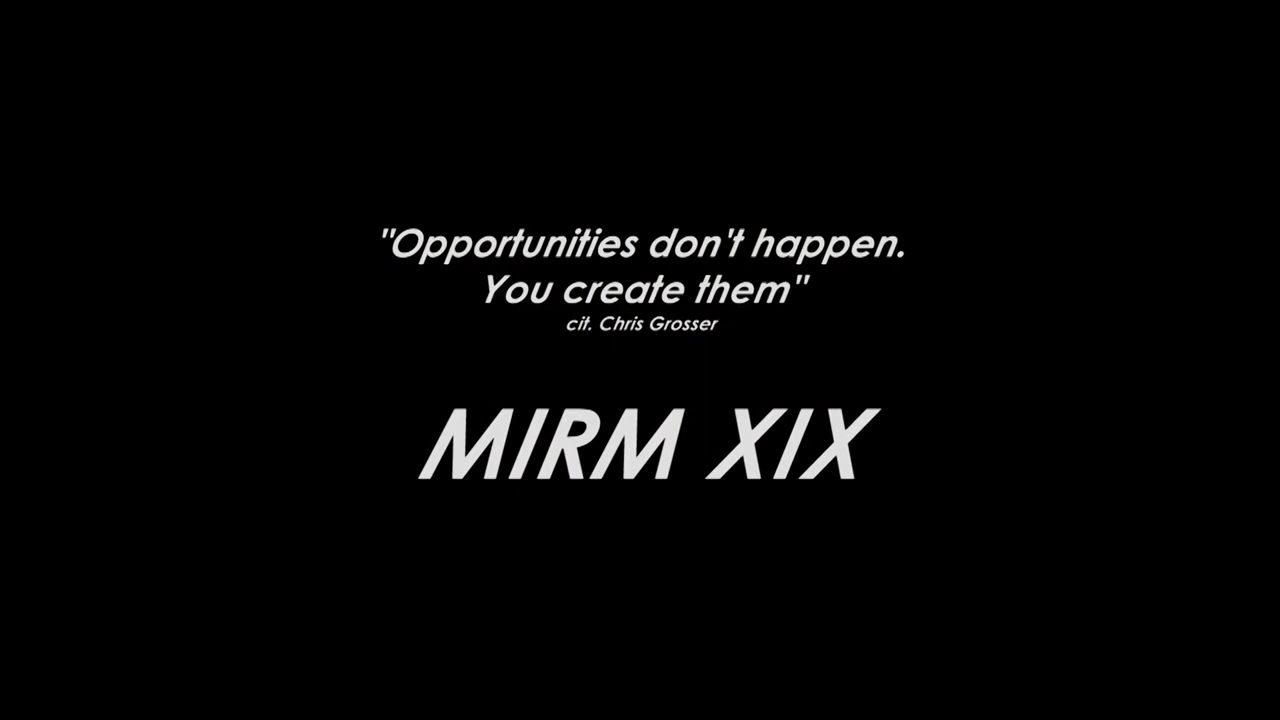 "Opportunities don't happen.
You create them"
cit. Chris Grosser
MIRM XIX